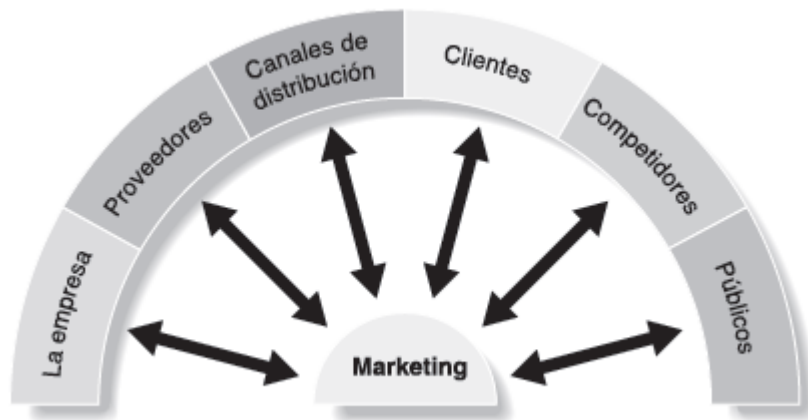 La empresa
Proveedores
Canales de
distribución
Clientes
Competidores
Públicos
Marketing